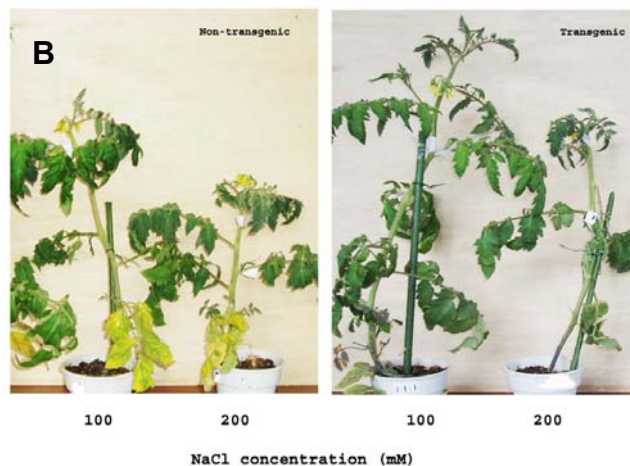 B
Non-transgenic
Transgenic
100
200
100
200
NaCl concentration (mM)